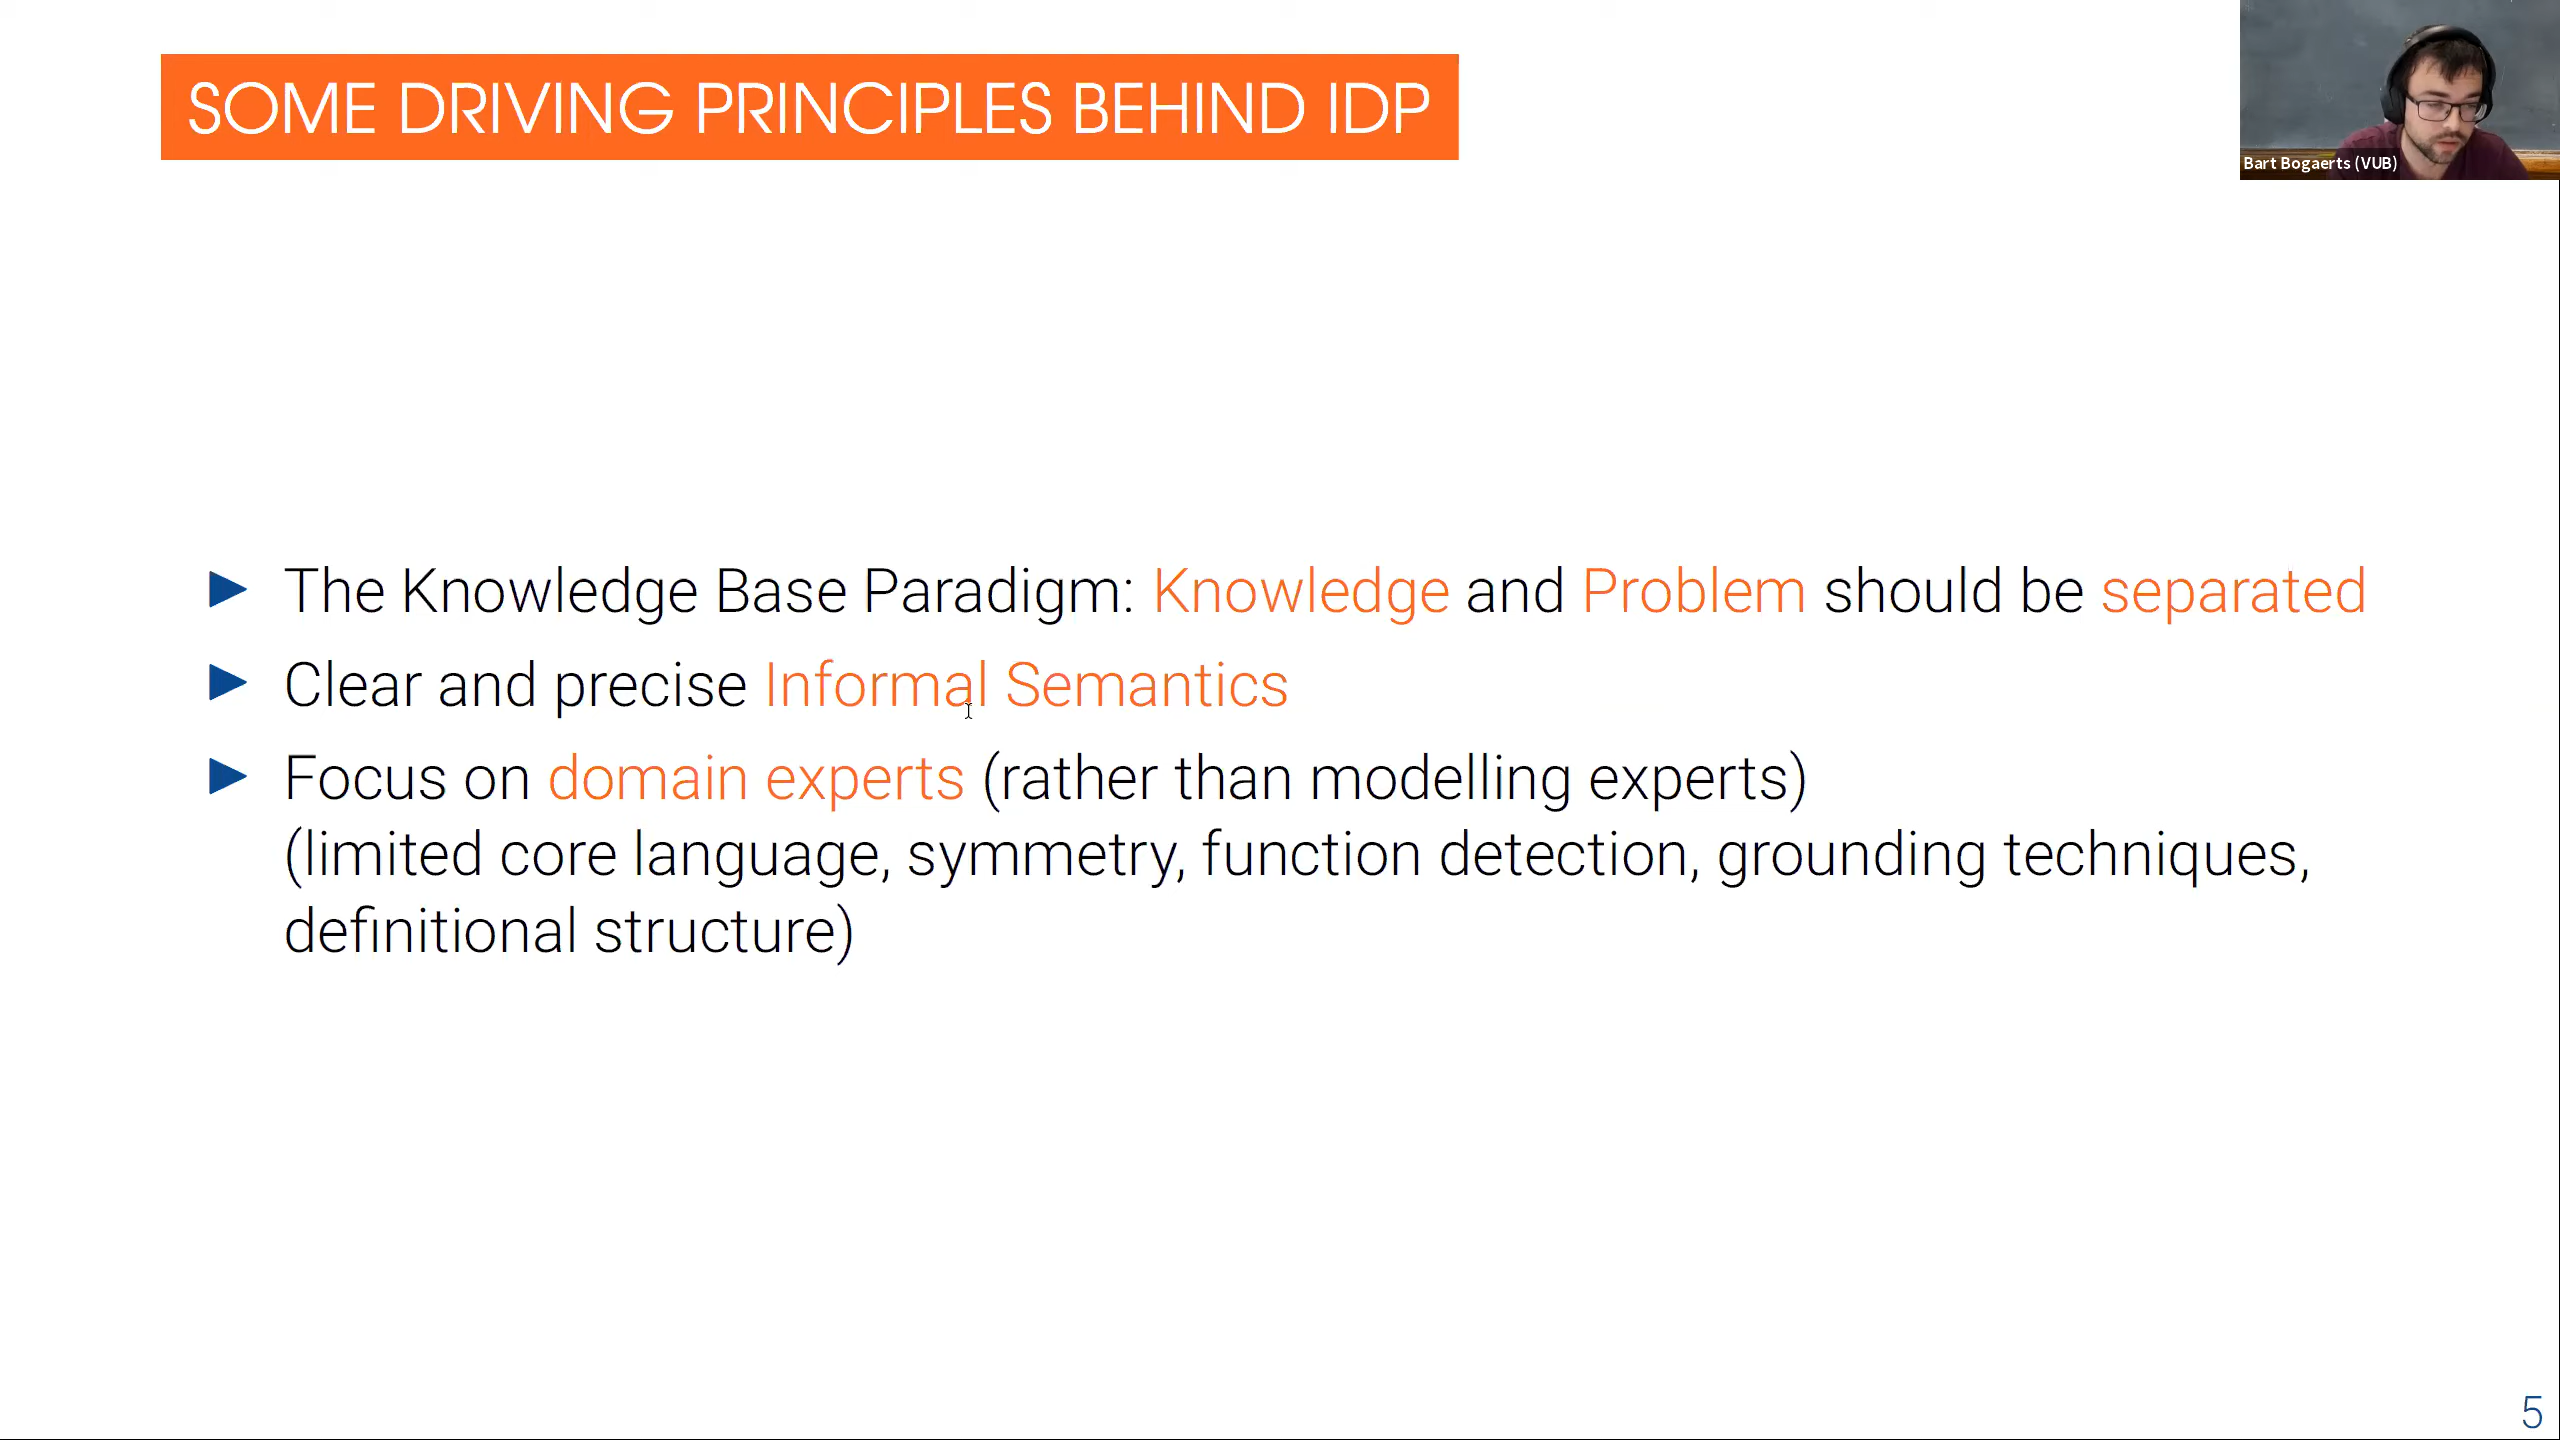 SOME DRIVING PRINCIPLES BEHIND IDP
Bart Bogaerts (VUB)
The Knowledge Base Paradigm: Knowledge and Problem should be separated
Clear and precise Informal Semantics
Focus on domain experts (rather than modelling experts)
(limited core language, symmetry, function detection, grounding techniques,
definitional structure)
5